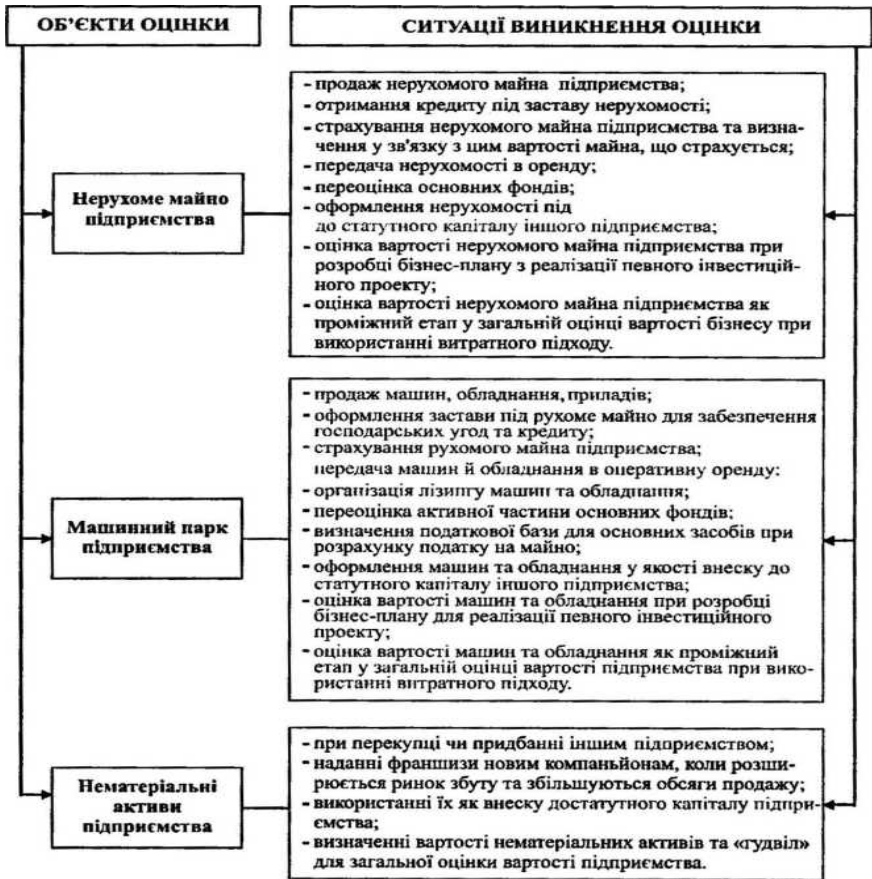 ОБ’ЄКТИ ОЦІНКИ
СИТУАЦІЇ ВИНИКНЕННЯ ОЦІНКИ
Нерухоме майно
підприємства
- продаж нерухомого майна підприємства;
- отримання кредиту під заставу нерухомості;
- страхування нерухомого майна підприємства та визна-
чення у зв'язку з цим вартості майна, що страхується;
- передача нерухомості в оренду;
- переоцінка основних фондів;
- оформлення нерухомості під
до статутного капіталу іншого підприємства;
- оцінка вартості нерухомого майна підприємства при
розробці бізнес-плану з реалізації певного інвестицій-
ного проекту;
- оцінка вартості нерухомого майна підприємства як
проміжний етап у загальній оцінці вартості бізнесу при
використанні витратного підходу.
Машинний парк
підприємства
- продаж машин, обладнання, приладів;
- оформлення застави під рухоме майно для забезпечення
господарських угод та кредиту;
- страхування рухомого майна підприємства;
передача машин й обладнання в оперативну оренду:
- організація лізингу машин та обладнання;
- переоцінка активної частини основних фондів;
- визначення податкової бази для основних засобів при
розрахунку податку на майно;
- оформлення машин та обладнання у якості внеску до
статутного капіталу іншого підприємства;
- оцінка вартості машин та обладнання при розробці
бізнес-плану для реалізації певного інвестиційного
проекту;
- оцінка вартості машин та обладнання як проміжний
етап у загальній оцінці вартості підприємства при вико-
ристанні витратного підходу.
Нематеріальні
активи
підприємства
- при перекупці чи придбанні іншим підприємством;
- наданні франшизи новим компаньйонам, коли розши-
рюється ринок збуту та збільшуються обсяги продажу;
- використанні їх як внеску достатутного капіталу підпри-
ємства;
- визначенні вартості нематеріальних активів та «гудвіл»
для загальної оцінки вартості підприємства.